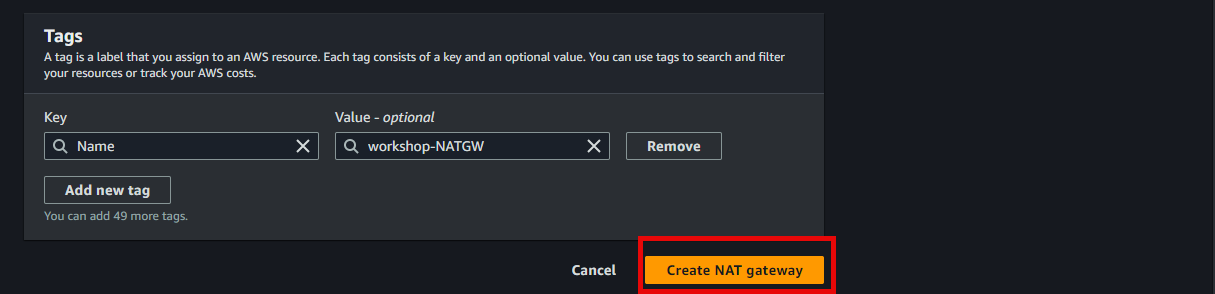 Tags
A tag is a label that you assign to an AWS resource. Each tag consists of a key and an optional value. You can use tags to search and filter
your resources or track your AWS costs.
Key
Value - optional
Name
workshop-NATGW
Remove
Add new tag
You can add 49 more tags.
Cancel
Create NAT gateway